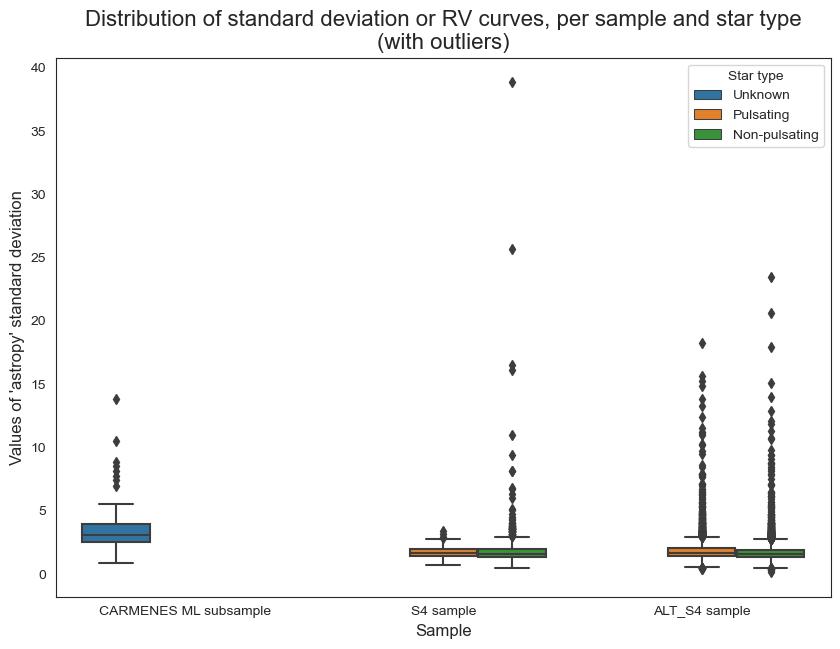 Distribution of standard deviation or RV curves, per sample and star type
(with outliers)
Star type
Unknown
Pulsating
Non-pulsating
Values of 'astropy' standard deviation
40
35
30
25
20
15
10
5
0
CARMENES ML subsample
S4 sample
ALT_S4 sample
Sample